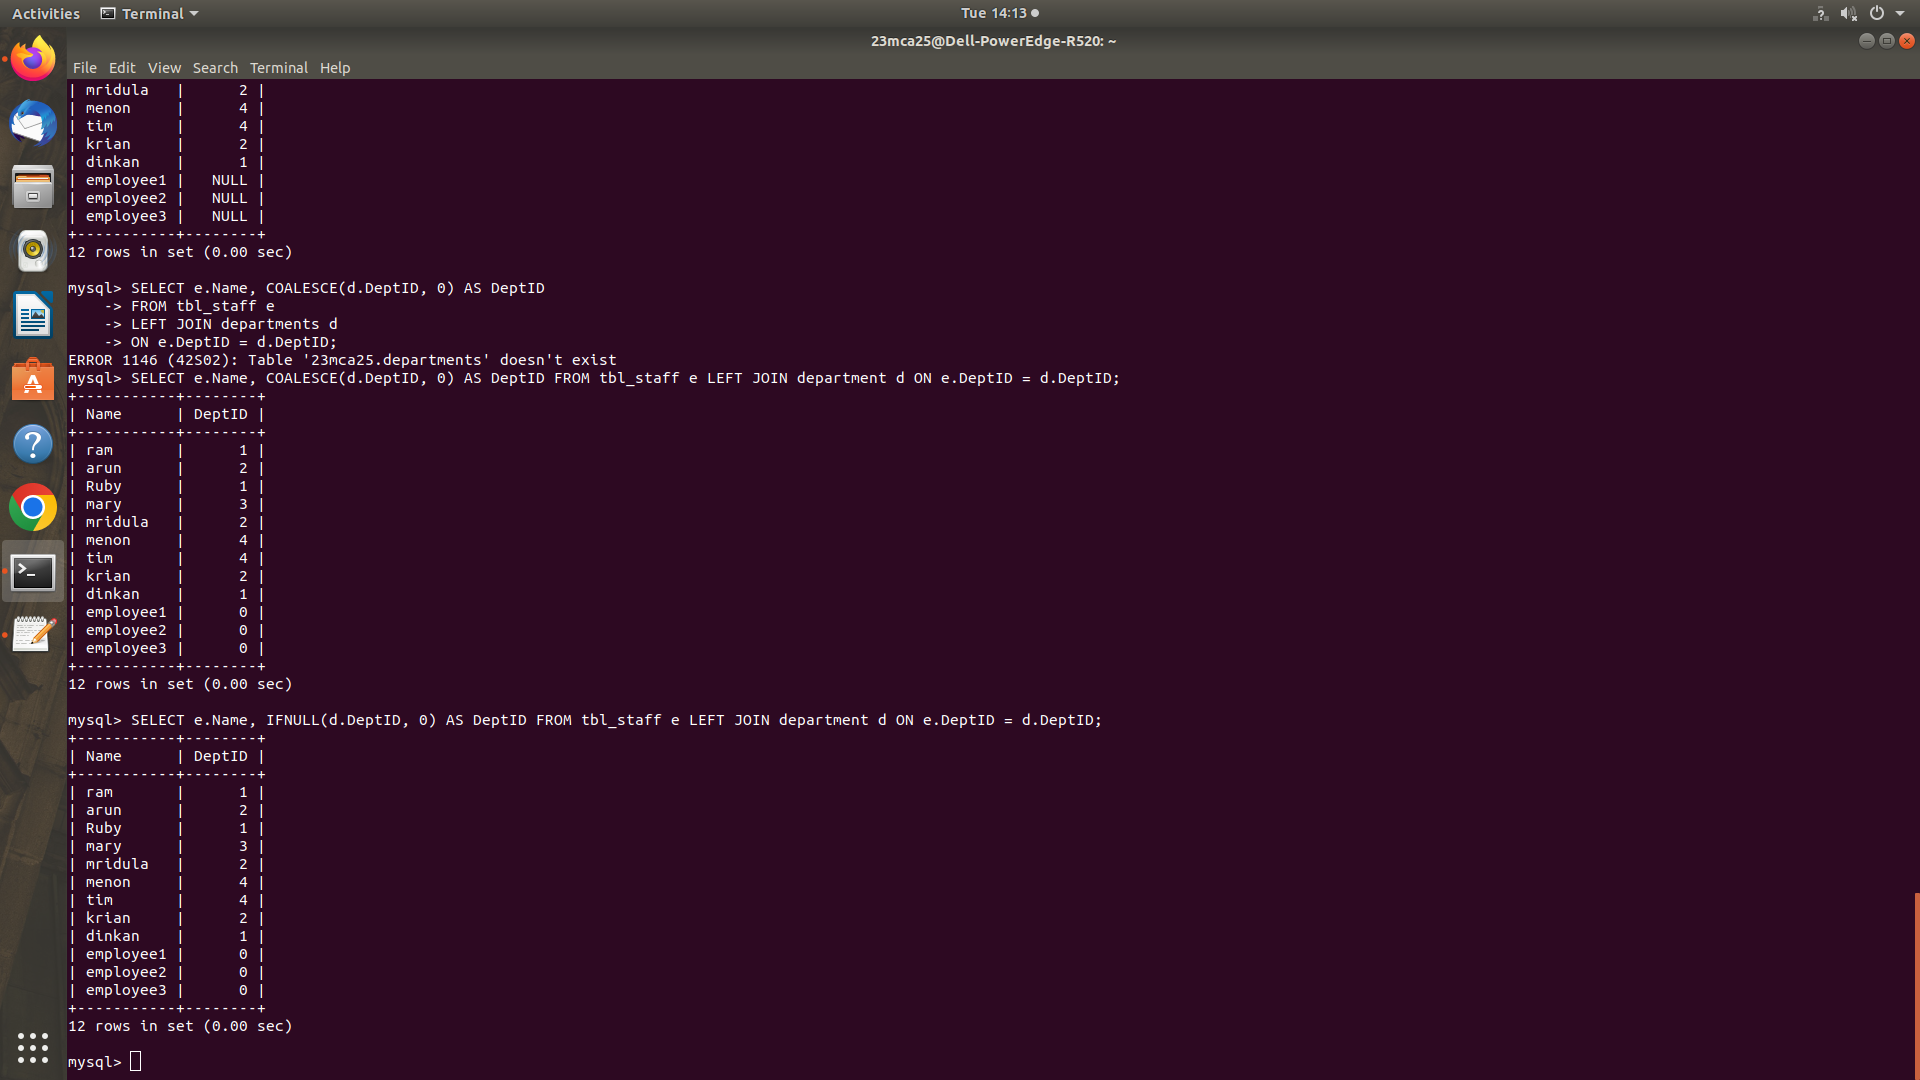 Activities Terminal Tue 14:13
23mca25@Dell-PowerEdge-R520: ~
File Edit View Search Terminal Help
| mridula   |      2 |
| menon     |      4 |
| tim       |      4 |
| krian     |      2 |
| dinkan    |      1 |
| employee1 |   NULL |
| employee2 |   NULL |
| employee3 |   NULL |
+-----------+--------+
12 rows in set (0.00 sec)

mysql> SELECT e.Name, COALESCE(d.DeptID, 0) AS DeptID
    -> FROM tbl_staff e
    -> LEFT JOIN departments d
    -> ON e.DeptID = d.DeptID;
ERROR 1146 (42S02): Table '23mca25.departments' doesn't exist
mysql> SELECT e.Name, COALESCE(d.DeptID, 0) AS DeptID FROM tbl_staff e LEFT JOIN department d ON e.DeptID = d.DeptID;
+-----------+--------+
| Name      | DeptID |
+-----------+--------+
| ram       |      1 |
| arun      |      2 |
| Ruby      |      1 |
| mary      |      3 |
| mridula   |      2 |
| menon     |      4 |
| tim       |      4 |
| krian     |      2 |
| dinkan    |      1 |
| employee1 |      0 |
| employee2 |      0 |
| employee3 |      0 |
+-----------+--------+
12 rows in set (0.00 sec)

mysql> SELECT e.Name, IFNULL(d.DeptID, 0) AS DeptID FROM tbl_staff e LEFT JOIN department d ON e.DeptID = d.DeptID;
+-----------+--------+
| Name      | DeptID |
+-----------+--------+
| ram       |      1 |
| arun      |      2 |
| Ruby      |      1 |
| mary      |      3 |
| mridula   |      2 |
| menon     |      4 |
| tim       |      4 |
| krian     |      2 |
| dinkan    |      1 |
| employee1 |      0 |
| employee2 |      0 |
| employee3 |      0 |
+-----------+--------+
12 rows in set (0.00 sec)

mysql>